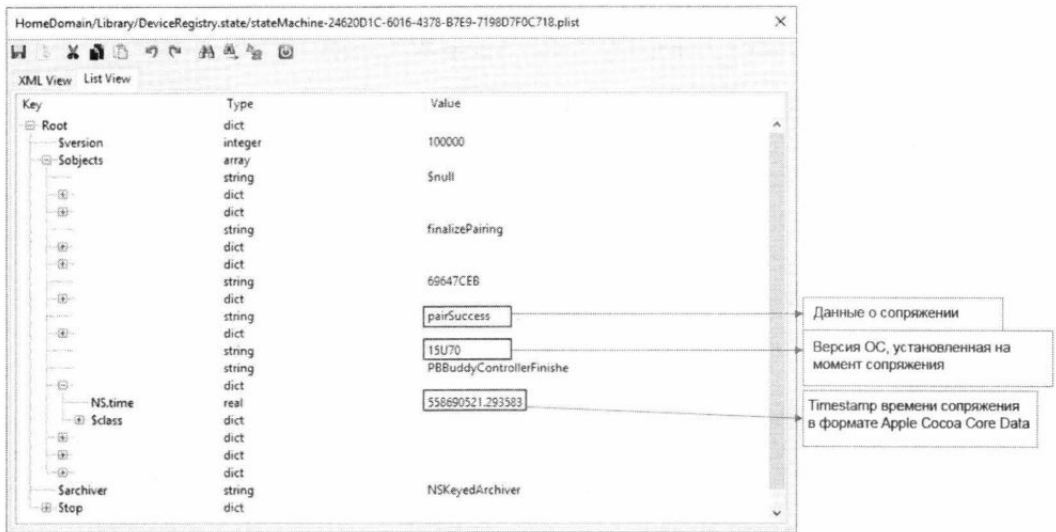 HomeDomain/Library/DeviceRegistry.state/stateMachine-24620D1C-6016-4378-B7E9-7198D7F0C718.plist
XML View List View
Key Type Value
Root dict
$version integer 100000
$objects array
string $null
dict
dict
string finalizePairing
dict
dict
string 69647CEB
dict
string pairSuccess
dict
string 15U70
string PBBuddyControllerFinishe
dict
NS.time real 558690521.293583
$class dict
dict
dict
dict
$archiver string NSKeyedArchiver
$top dict
Данные о сопряжении
Версия ОС, установленная на
момент сопряжения
Timestamp времени сопряжения
в формате Apple Cocoa Core Data